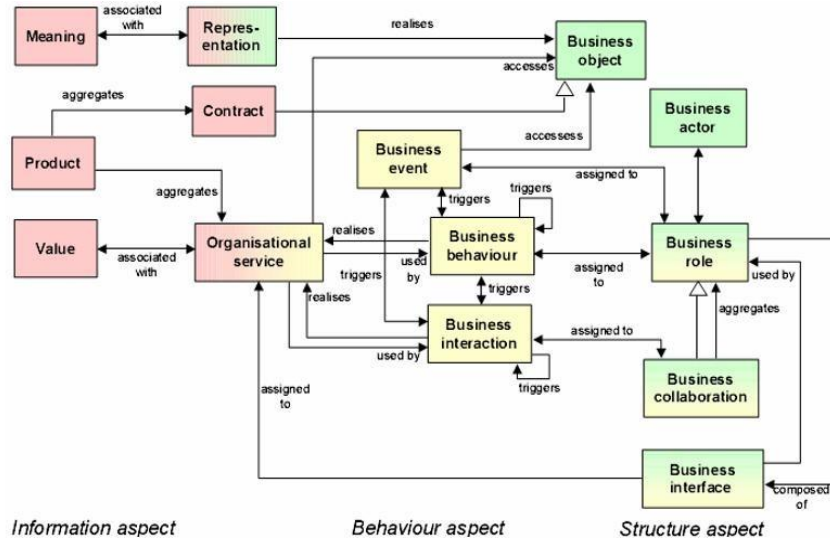 associated
with
Meaning
Repres-
entation
realises
Business
object
accesses
aggregates
Contract
accessess
Business
actor
Business
event
Product
assigned to
aggregates
triggers
triggers
Value
associated
with
Organisational
service
realises
used
by
triggers
Business
behaviour
assigned
to
Business
role
used by
realises
triggers
Business
interaction
used by
assigned to
aggregates
triggers
assigned
to
Business
collaboration
Business
interface
composed
of
Information aspect
Behaviour aspect
Structure aspect